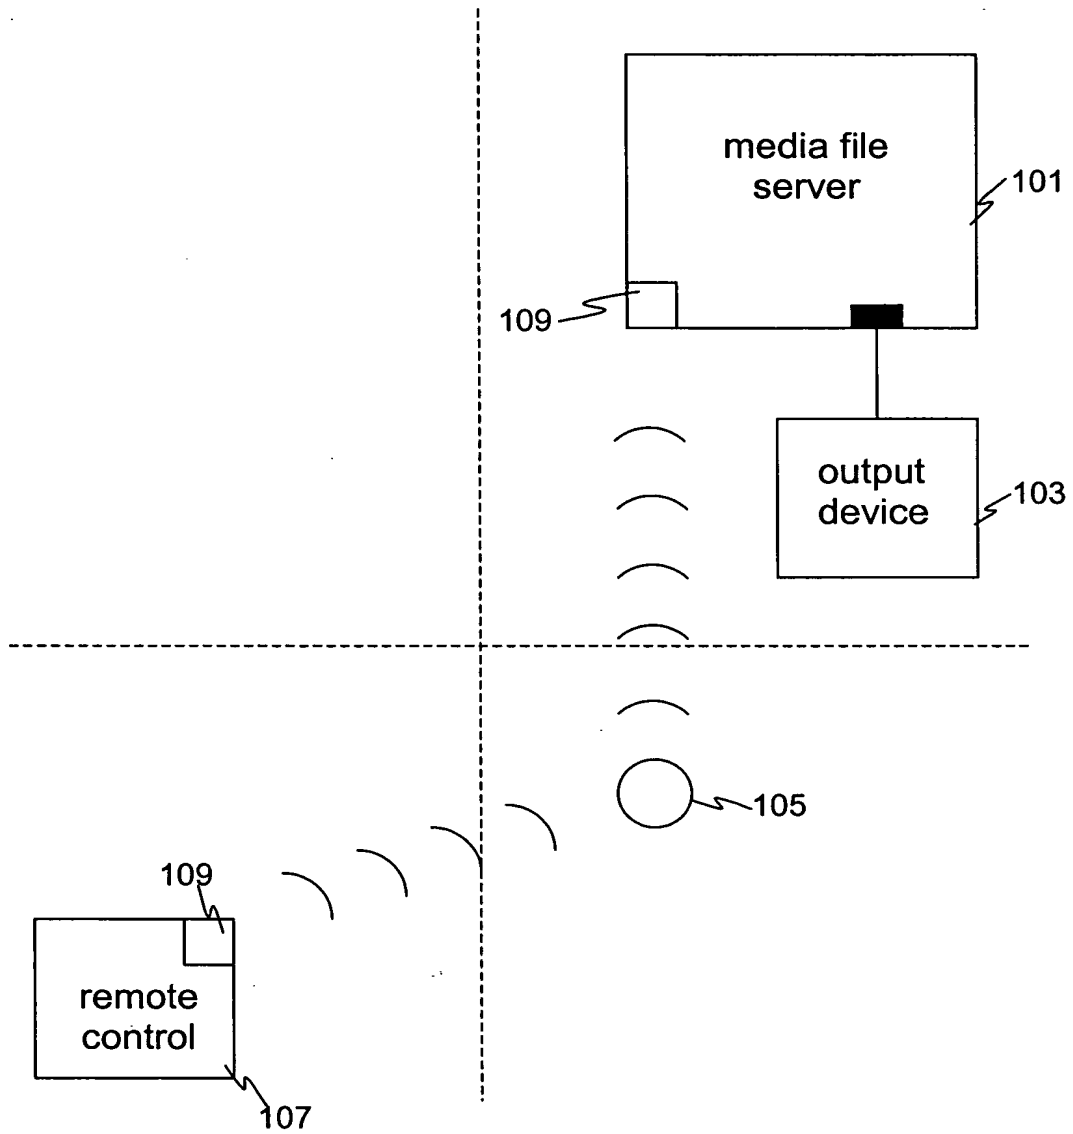 media file
server
101
109
output
device
103
105
109
remote
control
107